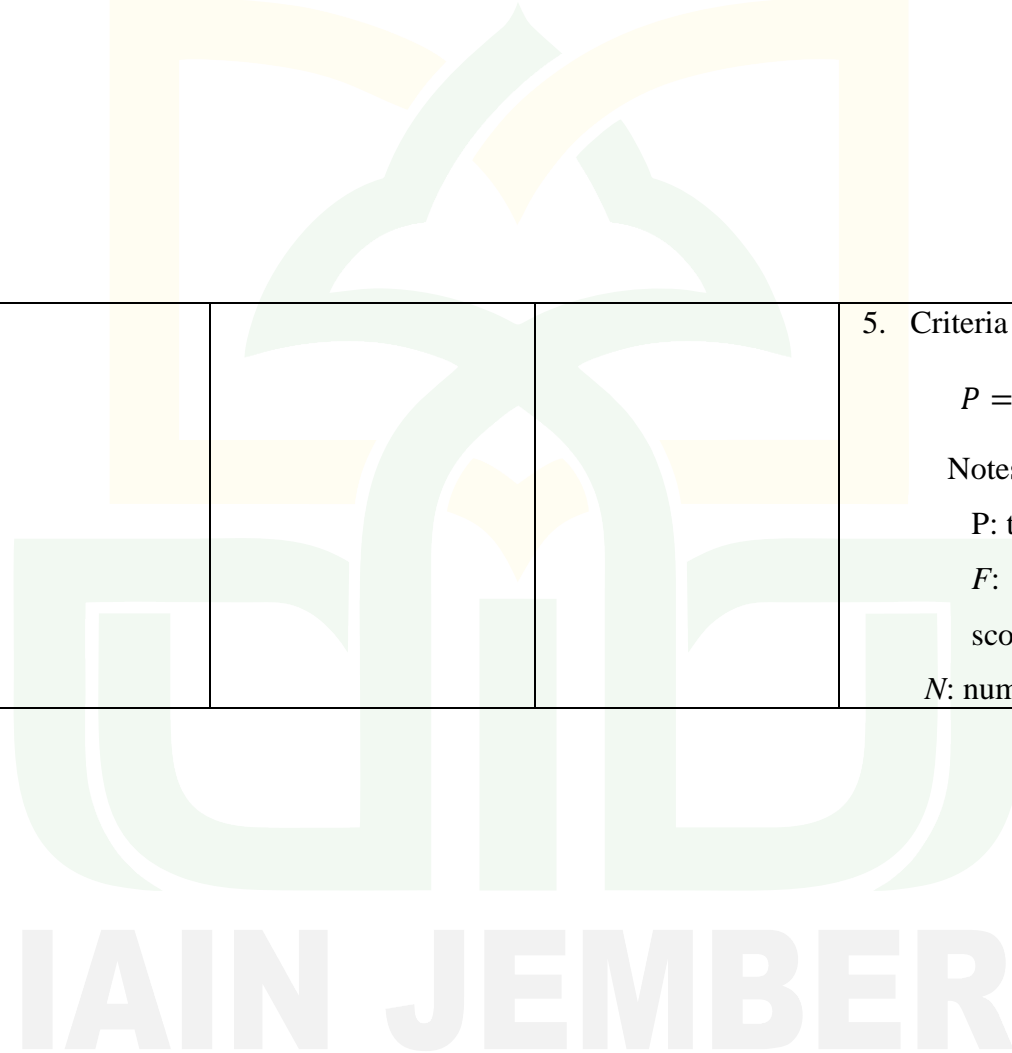 5. Criteria
P =
Notes
P: t
F:
sco
N: num
IAIN JEMBER